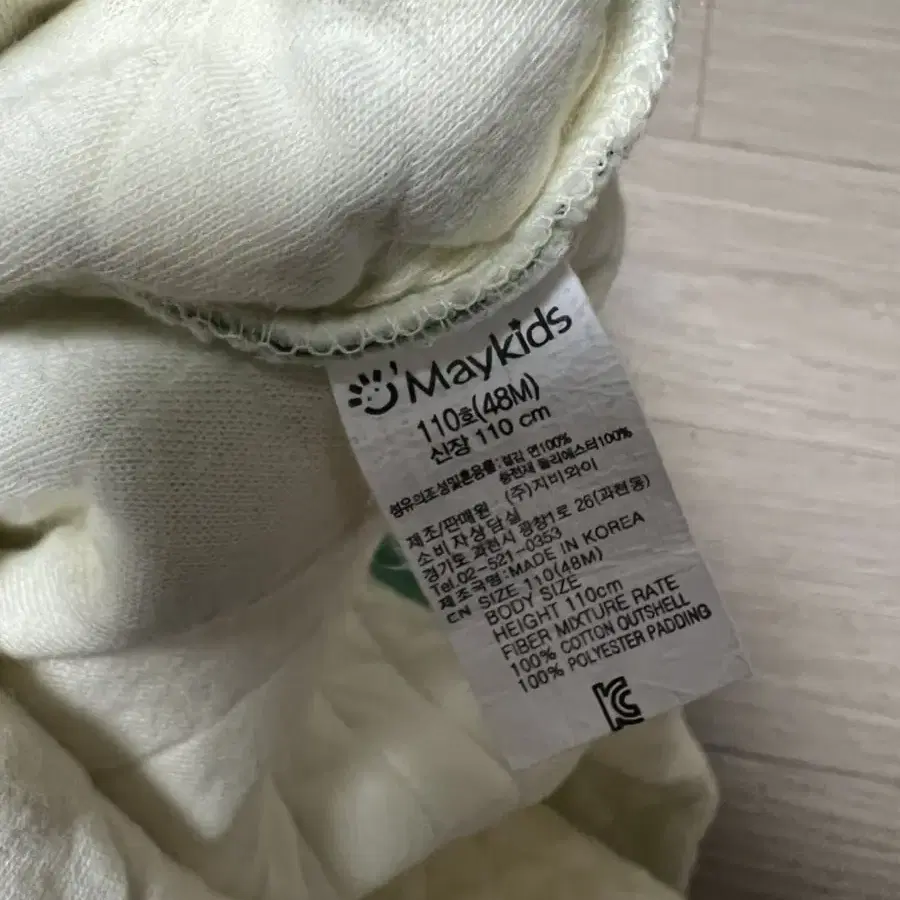 Maykids
110호(48M)
신장 110 cm
섬유의조성및혼용률: 겉감 면100%
충전재 폴리에스터100%
제조/판매원 (주)지비와이
소비자상담실
경기도 과천시 광창1로 26(과천동)
Tel.02-521-0353
제조국명:MADE IN KOREA
EN SIZE 110(48M)
BODY SIZE
HEIGHT 110cm
FIBER MIXTURE RATE
100% COTTON OUTSHELL
100% POLYESTER PADDING